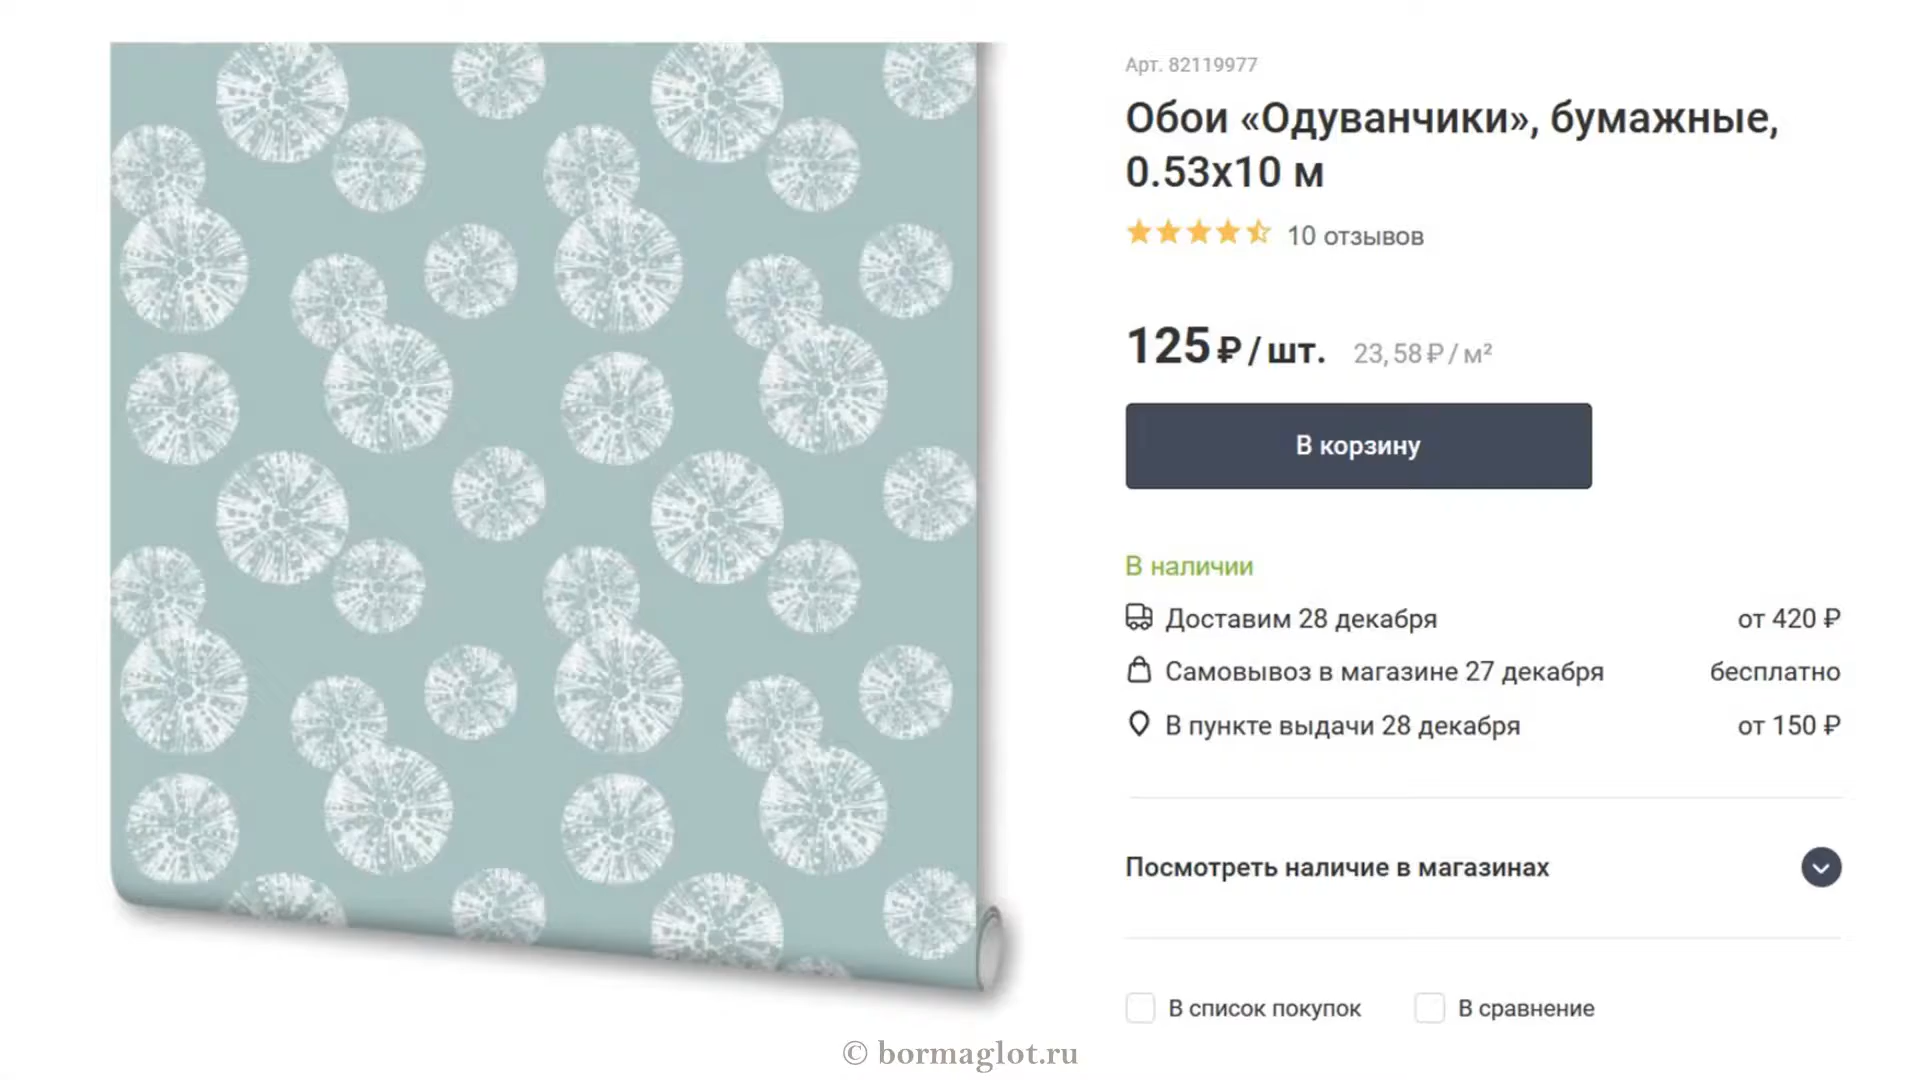 Арт. 82119977
Обои «Одуванчики», бумажные,
0.53х10 м
10 отзывов
125 ₽ / шт. 23,58 ₽ / м²
В корзину
В наличии
Доставим 28 декабря от 420 ₽
Самовывоз в магазине 27 декабря бесплатно
В пункте выдачи 28 декабря от 150 ₽
Посмотреть наличие в магазинах
В список покупок В сравнение
© bormaglot.ru